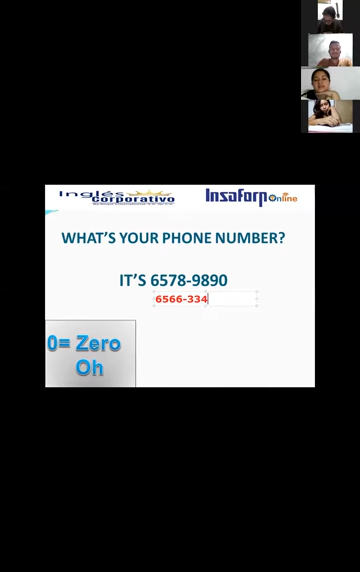 Inglés
Corporativo
Insaforp Online
WHAT'S YOUR PHONE NUMBER?
IT'S 6578-9890
6566-334
0= Zero
Oh